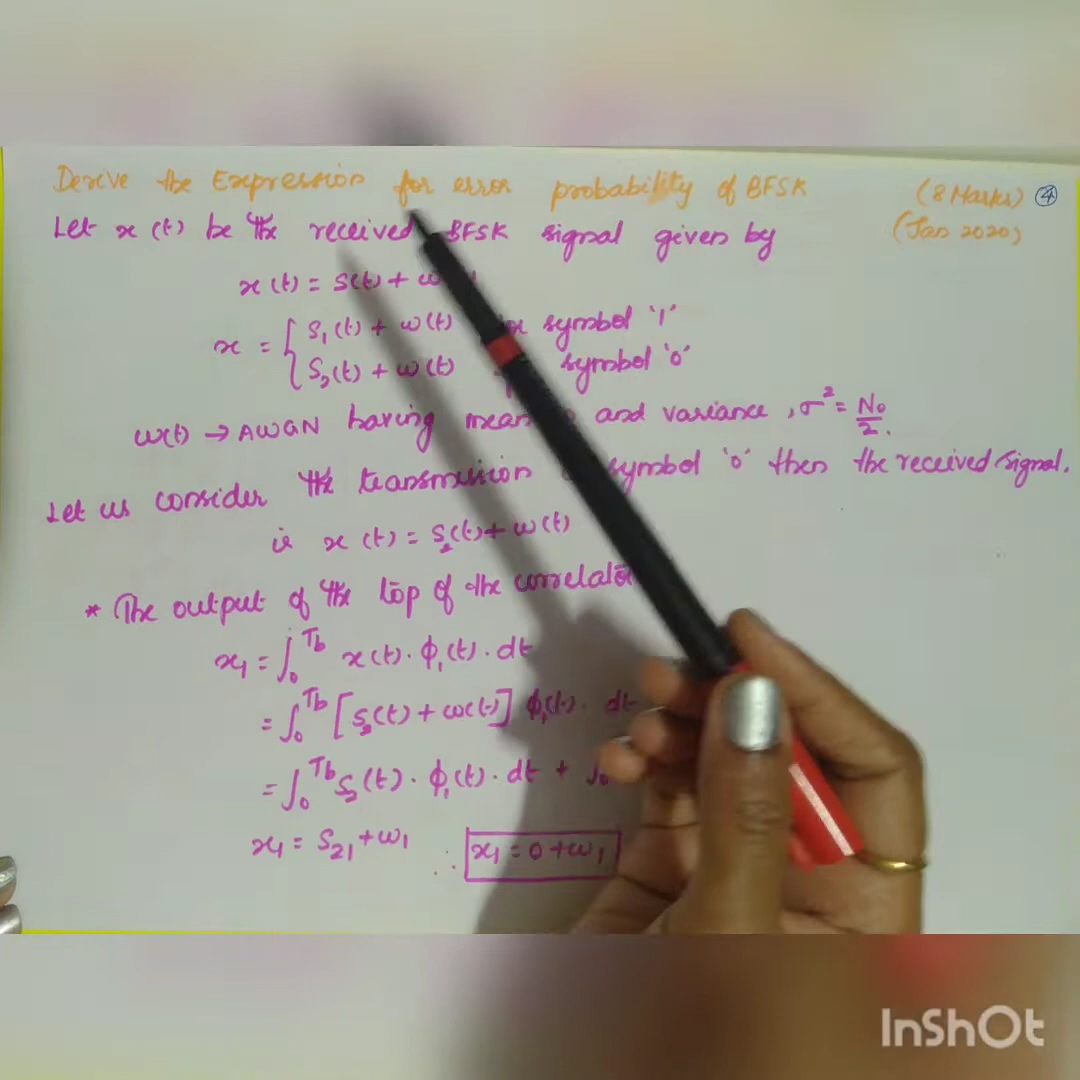 Derive the Expression for error probability of BFSK (8 Marks) ④
(Jan 2020)
Let x(t) be the received BFSK signal given by
x(t) = s(t) + w
x = { S₁(t) + w(t) symbol '1'
S₂(t) + w(t) symbol '0'
w(t) → AWGN having mean and variance, σ² = N₀/2.
Let us consider the transmission symbol '0' then the received signal.
is x(t) = S₂(t) + w(t)
* The output of the top of the correlator
x₁ = ∫₀^Tb x(t) · ϕ₁(t) · dt
= ∫₀^Tb [S₂(t) + w(t)] ϕ₁(t) · dt
= ∫₀^Tb S₂(t) · ϕ₁(t) · dt + ∫₀
x₁ = S₂₁ + w₁ ∴ x₁ = 0 + w₁
InShOt